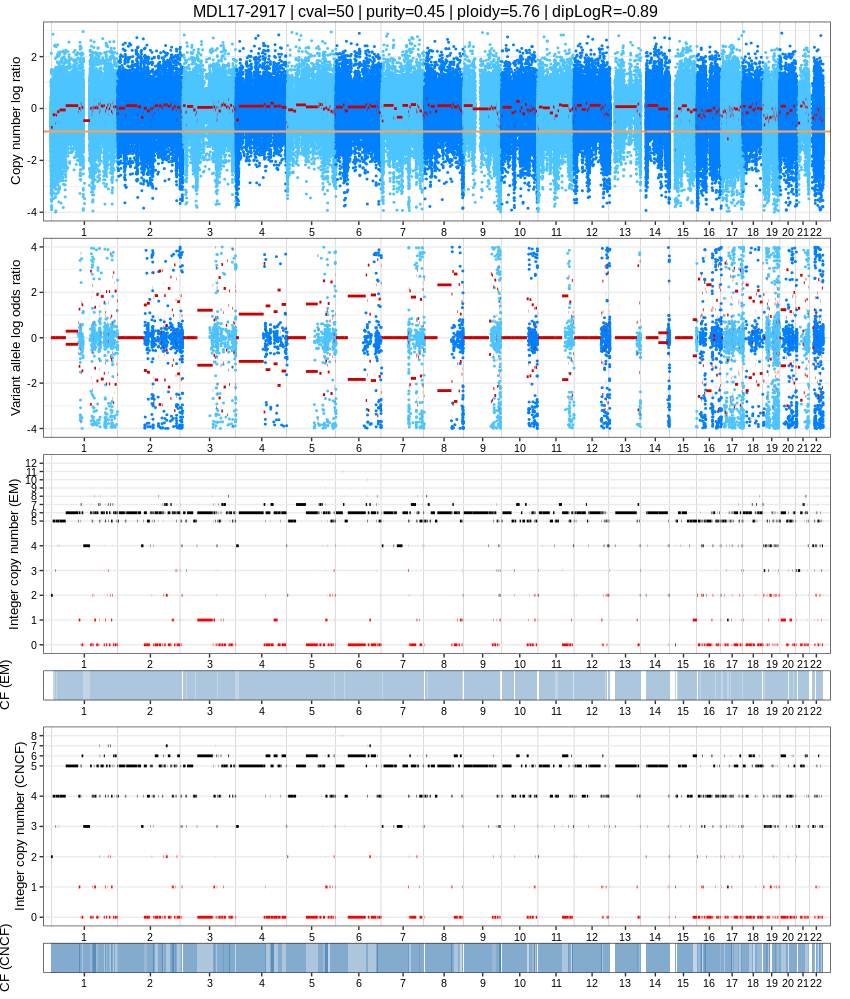 MDL17-2917 | cval=50 | purity=0.45 | ploidy=5.76 | dipLogR=-0.89
Copy number log ratio
2
0
-2
-4
1 2 3 4 5 6 7 8 9 10 11 12 13 14 15 16 17 18 19 20 21 22
Variant allele log odds ratio
4
2
0
-2
-4
1 2 3 4 5 6 7 8 9 10 11 12 13 14 15 16 17 18 19 20 21 22
Integer copy number (EM)
12
11
10
9
8
7
6
5
4
3
2
1
0
1 2 3 4 5 6 7 8 9 10 11 12 13 14 15 16 17 18 19 20 21 22
CF (EM)
1 2 3 4 5 6 7 8 9 10 11 12 13 14 15 16 17 18 19 20 21 22
Integer copy number (CNCF)
8
7
6
5
4
3
2
1
0
1 2 3 4 5 6 7 8 9 10 11 12 13 14 15 16 17 18 19 20 21 22
CF (CNCF)
1 2 3 4 5 6 7 8 9 10 11 12 13 14 15 16 17 18 19 20 21 22